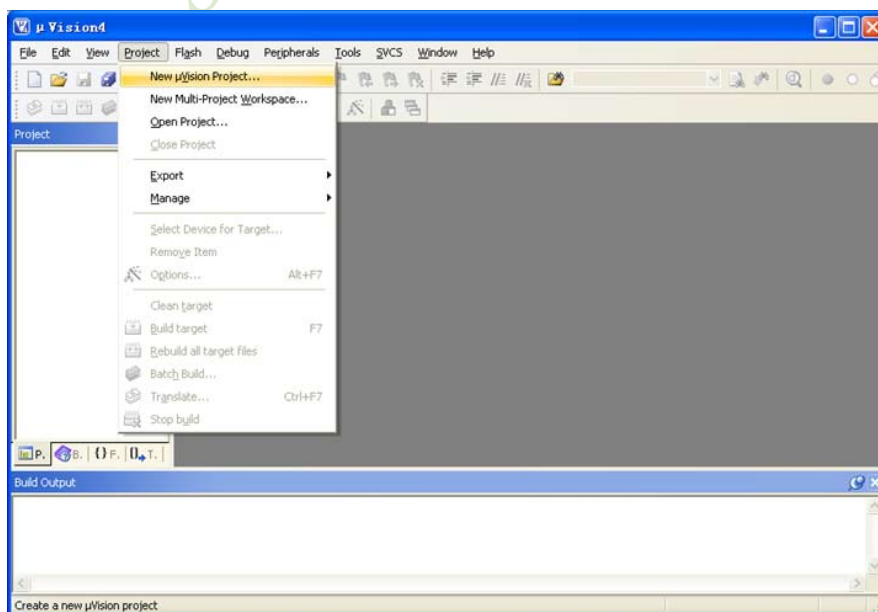 μ Vision4
File Edit View Project Flash Debug Peripherals Tools SVCS Window Help
New μVision Project...
New Multi-Project Workspace...
Open Project...
Close Project
Export
Manage
Select Device for Target...
Remove Item
Options... Alt+F7
Clean target
Build target F7
Rebuild all target files
Batch Build...
Translate... Ctrl+F7
Stop build
Project
P. B. {} F. 0 T.
Build Output
Create a new μVision project